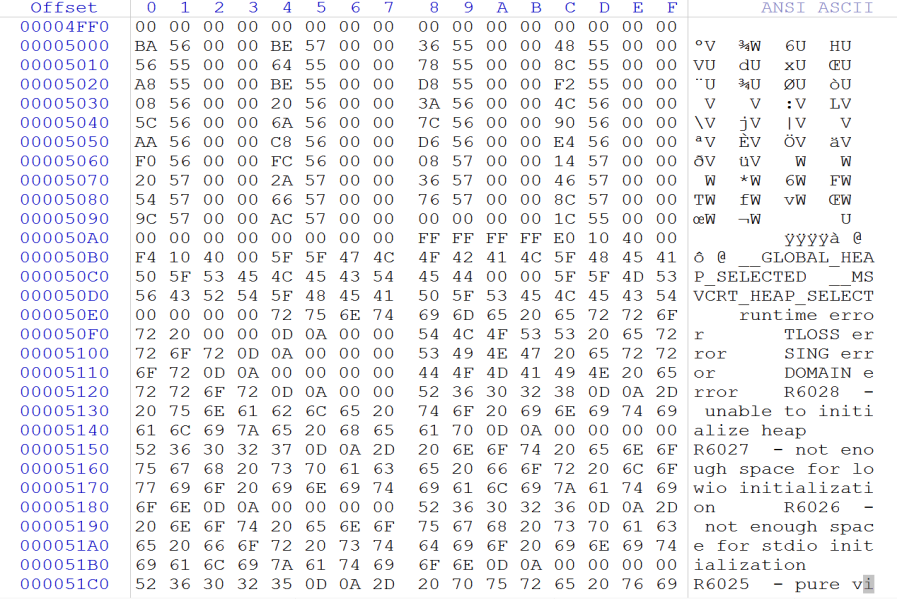 Offset 0 1 2 3 4 5 6 7 8 9 A B C D E F ANSI ASCII
00004FF0 00 00 00 00 00 00 00 00 00 00 00 00 00 00 00 00
00005000 BA 56 00 00 BE 57 00 00 36 55 00 00 48 55 00 00 ºV ¾W 6U HU
00005010 56 55 00 00 64 55 00 00 78 55 00 00 8C 55 00 00 VU dU xU ŒU
00005020 A8 55 00 00 BE 55 00 00 D8 55 00 00 F2 55 00 00 ¨U ¾U ØU òU
00005030 08 56 00 00 20 56 00 00 3A 56 00 00 4C 56 00 00 V V :V LV
00005040 5C 56 00 00 6A 56 00 00 7C 56 00 00 90 56 00 00 \V jV |V V
00005050 AA 56 00 00 C8 56 00 00 D6 56 00 00 E4 56 00 00 ªV ÈV ÖV äV
00005060 F0 56 00 00 FC 56 00 00 08 57 00 00 14 57 00 00 ðV üV W W
00005070 20 57 00 00 2A 57 00 00 36 57 00 00 46 57 00 00 W *W 6W FW
00005080 54 57 00 00 66 57 00 00 76 57 00 00 8C 57 00 00 TW fW vW ŒW
00005090 9C 57 00 00 AC 57 00 00 00 00 00 00 1C 55 00 00 œW ¬W U
000050A0 00 00 00 00 00 00 00 00 FF FF FF FF E0 10 40 00 ÿÿÿÿà @
000050B0 F4 10 40 00 5F 5F 47 4C 4F 42 41 4C 5F 48 45 41 ô @ __GLOBAL_HEA
000050C0 50 5F 53 45 4C 45 43 54 45 44 00 00 5F 5F 4D 53 P_SELECTED __MS
000050D0 56 43 52 54 5F 48 45 41 50 5F 53 45 4C 45 43 54 VCRT_HEAP_SELECT
000050E0 00 00 00 00 72 75 6E 74 69 6D 65 20 65 72 72 6F runtime erro
000050F0 72 20 00 00 0D 0A 00 00 54 4C 4F 53 53 20 65 72 r TLOSS er
00005100 72 6F 72 0D 0A 00 00 00 53 49 4E 47 20 65 72 72 ror SING err
00005110 6F 72 0D 0A 00 00 00 00 44 4F 4D 41 49 4E 20 65 or DOMAIN e
00005120 72 72 6F 72 0D 0A 00 00 52 36 30 32 38 0D 0A 2D rror R6028 -
00005130 20 75 6E 61 62 6C 65 20 74 6F 20 69 6E 69 74 69 unable to initi
00005140 61 6C 69 7A 65 20 68 65 61 70 0D 0A 00 00 00 00 alize heap
00005150 52 36 30 32 37 0D 0A 2D 20 6E 6F 74 20 65 6E 6F R6027 - not eno
00005160 75 67 68 20 73 70 61 63 65 20 66 6F 72 20 6C 6F ugh space for lo
00005170 77 69 6F 20 69 6E 69 74 69 61 6C 69 7A 61 74 69 wio initializati
00005180 6F 6E 0D 0A 00 00 00 00 52 36 30 32 36 0D 0A 2D on R6026 -
00005190 20 6E 6F 74 20 65 6E 6F 75 67 68 20 73 70 61 63 not enough spac
000051A0 65 20 66 6F 72 20 73 74 64 69 6F 20 69 6E 69 74 e for stdio init
000051B0 69 61 6C 69 7A 61 74 69 6F 6E 0D 0A 00 00 00 00 ialization
000051C0 52 36 30 32 35 0D 0A 2D 20 70 75 72 65 20 76 69 R6025 - pure vi